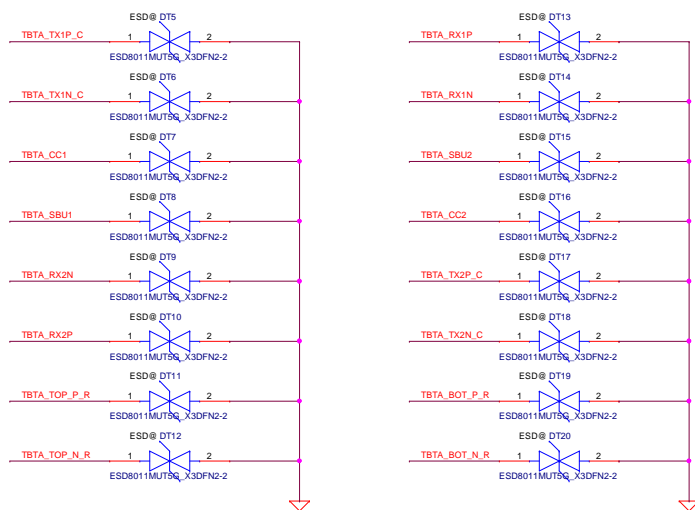 ESD@ DT5
TBTA_TX1P_C 1 2
ESD8011MUT5G_X3DFN2-2
ESD@ DT6
TBTA_TX1N_C 1 2
ESD8011MUT5G_X3DFN2-2
ESD@ DT7
TBTA_CC1 1 2
ESD8011MUT5G_X3DFN2-2
ESD@ DT8
TBTA_SBU1 1 2
ESD8011MUT5G_X3DFN2-2
ESD@ DT9
TBTA_RX2N 1 2
ESD8011MUT5G_X3DFN2-2
ESD@ DT10
TBTA_RX2P 1 2
ESD8011MUT5G_X3DFN2-2
ESD@ DT11
TBTA_TOP_P_R 1 2
ESD8011MUT5G_X3DFN2-2
ESD@ DT12
TBTA_TOP_N_R 1 2
ESD8011MUT5G_X3DFN2-2
ESD@ DT13
TBTA_RX1P 1 2
ESD8011MUT5G_X3DFN2-2
ESD@ DT14
TBTA_RX1N 1 2
ESD8011MUT5G_X3DFN2-2
ESD@ DT15
TBTA_SBU2 1 2
ESD8011MUT5G_X3DFN2-2
ESD@ DT16
TBTA_CC2 1 2
ESD8011MUT5G_X3DFN2-2
ESD@ DT17
TBTA_TX2P_C 1 2
ESD8011MUT5G_X3DFN2-2
ESD@ DT18
TBTA_TX2N_C 1 2
ESD8011MUT5G_X3DFN2-2
ESD@ DT19
TBTA_BOT_P_R 1 2
ESD8011MUT5G_X3DFN2-2
ESD@ DT20
TBTA_BOT_N_R 1 2
ESD8011MUT5G_X3DFN2-2